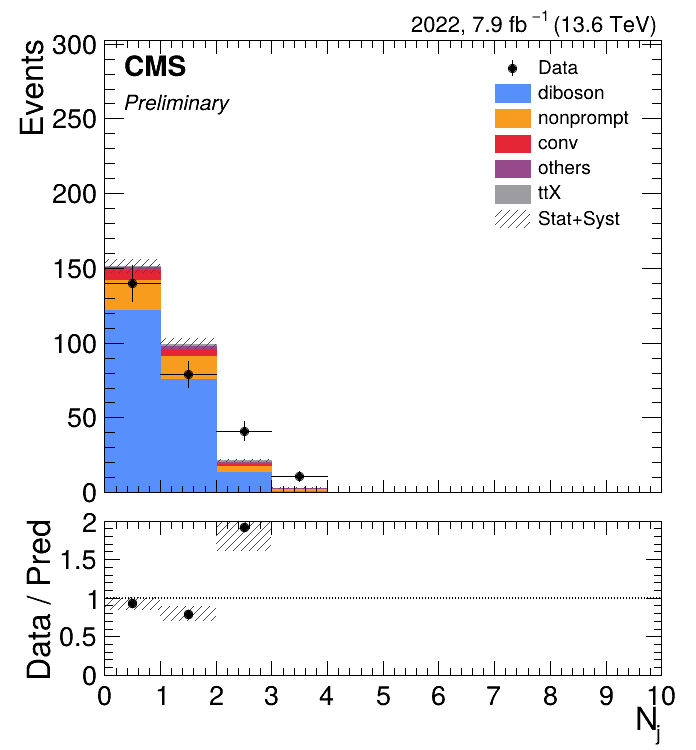 2022, 7.9 fb⁻¹ (13.6 TeV)
Events
300
250
200
150
100
50
0
CMS
Preliminary
Data
diboson
nonprompt
conv
others
ttX
Stat+Syst
Data / Pred
2
1.5
1
0.5
0
0 1 2 3 4 5 6 7 8 9 10
N_j